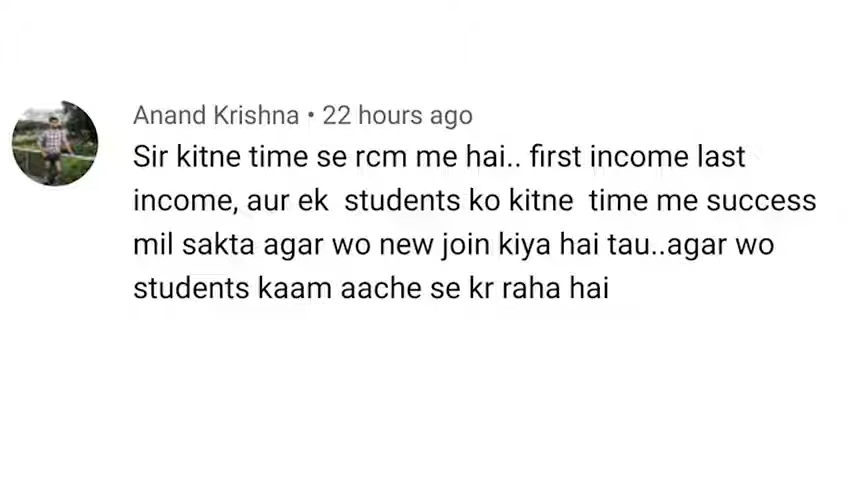 Anand Krishna • 22 hours ago
Sir kitne time se rcm me hai.. first income last
income, aur ek students ko kitne time me success
mil sakta agar wo new join kiya hai tau..agar wo
students kaam aache se kr raha hai